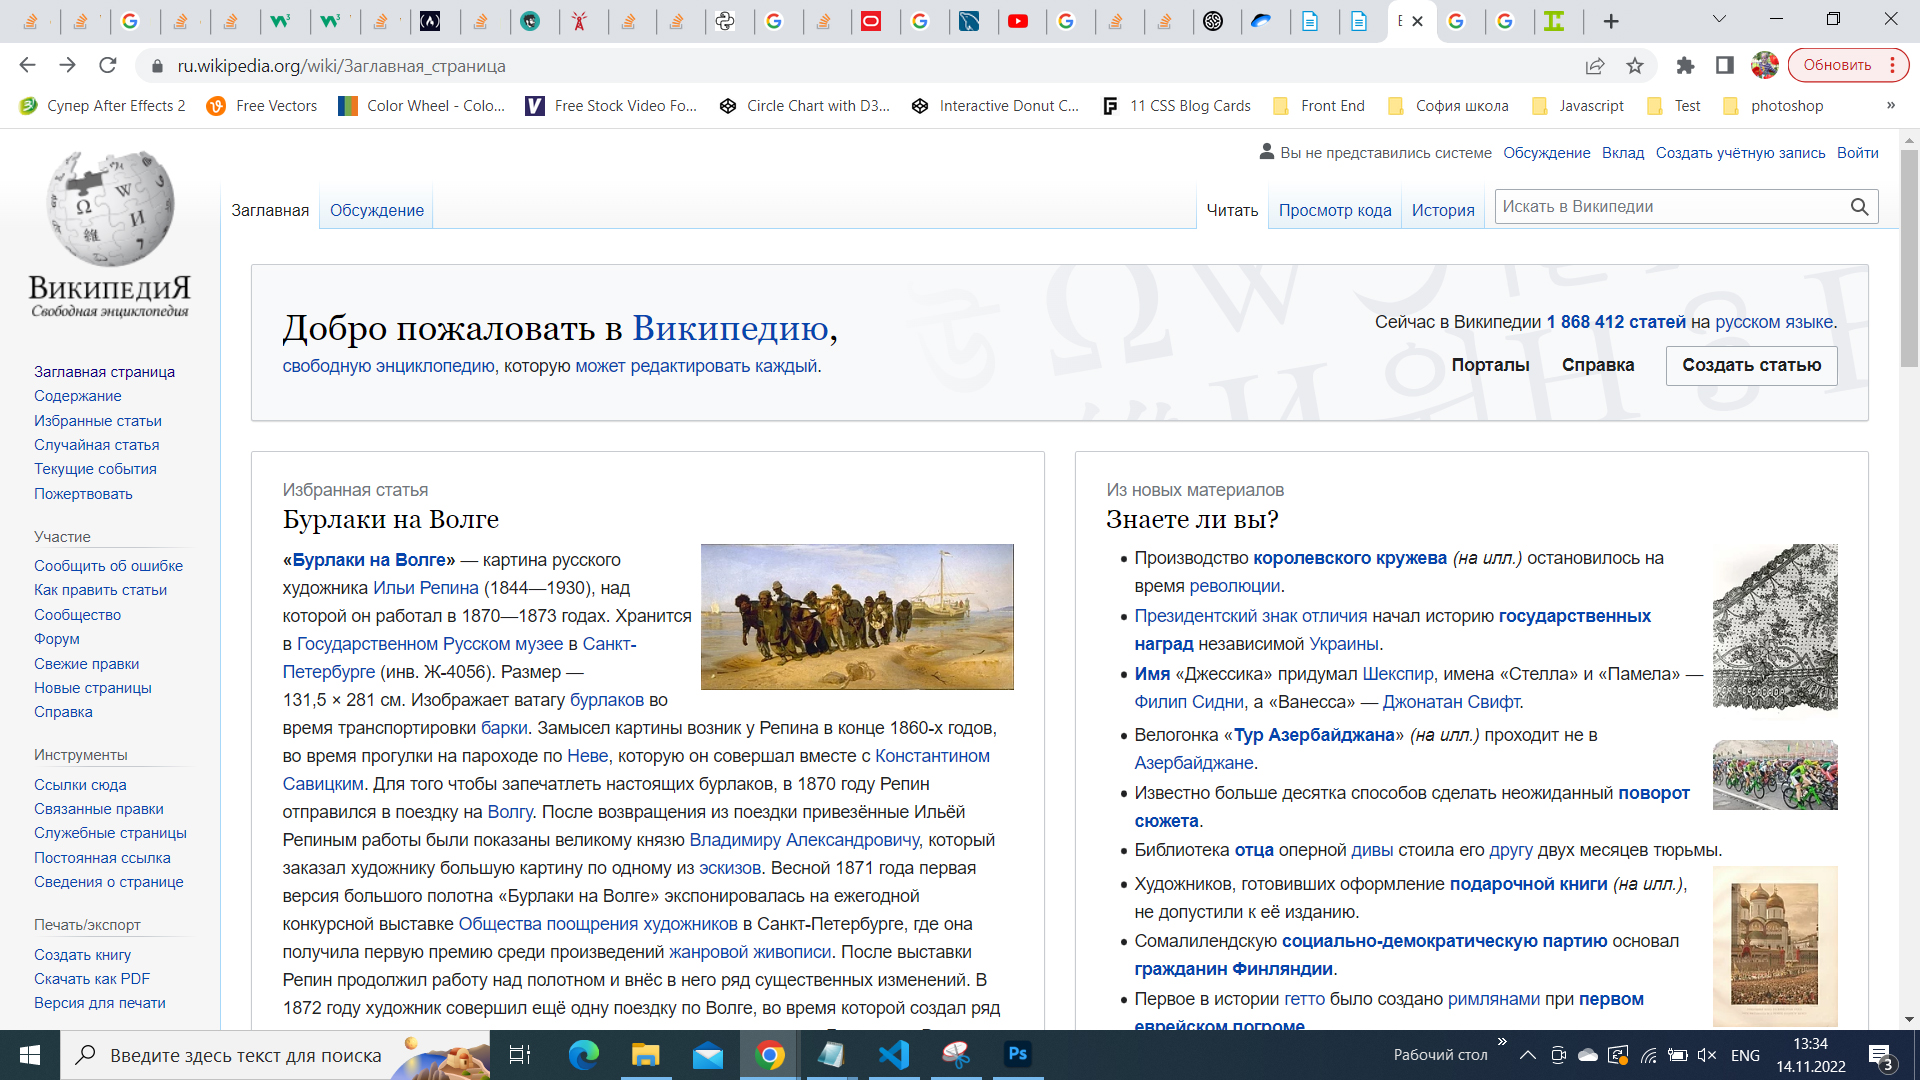 ru.wikipedia.org/wiki/Заглавная_страница
Обновить
Супер After Effects 2
Free Vectors
Color Wheel - Colo...
Free Stock Video Fo...
Circle Chart with D3...
Interactive Donut C...
11 CSS Blog Cards
Front End
София школа
Javascript
Test
photoshop
»
Вы не представились системе Обсуждение Вклад Создать учётную запись Войти
ВикипедиЯ
Свободная энциклопедия
Заглавная Обсуждение
Читать Просмотр кода История
Искать в Википедии
Добро пожаловать в Википедию,
свободную энциклопедию, которую может редактировать каждый.
Сейчас в Википедии 1 868 412 статей на русском языке.
Порталы Справка Создать статью
Заглавная страница
Содержание
Избранные статьи
Случайная статья
Текущие события
Пожертвовать
Участие
Сообщить об ошибке
Как править статьи
Сообщество
Форум
Свежие правки
Новые страницы
Справка
Инструменты
Ссылки сюда
Связанные правки
Служебные страницы
Постоянная ссылка
Сведения о странице
Печать/экспорт
Создать книгу
Скачать как PDF
Версия для печати
Избранная статья
Бурлаки на Волге
«Бурлаки на Волге» — картина русского
художника Ильи Репина (1844—1930), над
которой он работал в 1870—1873 годах. Хранится
в Государственном Русском музее в Санкт-
Петербурге (инв. Ж-4056). Размер —
131,5 × 281 см. Изображает ватагу бурлаков во
время транспортировки барки. Замысел картины возник у Репина в конце 1860-х годов,
во время прогулки на пароходе по Неве, которую он совершал вместе с Константином
Савицким. Для того чтобы запечатлеть настоящих бурлаков, в 1870 году Репин
отправился в поездку на Волгу. После возвращения из поездки привезённые Ильёй
Репиным работы были показаны великому князю Владимиру Александровичу, который
заказал художнику большую картину по одному из эскизов. Весной 1871 года первая
версия большого полотна «Бурлаки на Волге» экспонировалась на ежегодной
конкурсной выставке Общества поощрения художников в Санкт-Петербурге, где она
получила первую премию среди произведений жанровой живописи. После выставки
Репин продолжил работу над полотном и внёс в него ряд существенных изменений. В
1872 году художник совершил ещё одну поездку по Волге, во время которой создал ряд
Из новых материалов
Знаете ли вы?
Производство королевского кружева (на илл.) остановилось на
время революции.
Президентский знак отличия начал историю государственных
наград независимой Украины.
Имя «Джессика» придумал Шекспир, имена «Стелла» и «Памела» —
Филип Сидни, а «Ванесса» — Джонатан Свифт.
Велогонка «Тур Азербайджана» (на илл.) проходит не в
Азербайджане.
Известно больше десятка способов сделать неожиданный поворот
сюжета.
Библиотека отца оперной дивы стоила его другу двух месяцев тюрьмы.
Художников, готовивших оформление подарочной книги (на илл.),
не допустили к её изданию.
Сомалилендскую социально-демократическую партию основал
гражданин Финляндии.
Первое в истории гетто было создано римлянами при первом
еврейском погроме
Введите здесь текст для поиска
Ps
Рабочий стол
»
ENG
13:34
14.11.2022
3